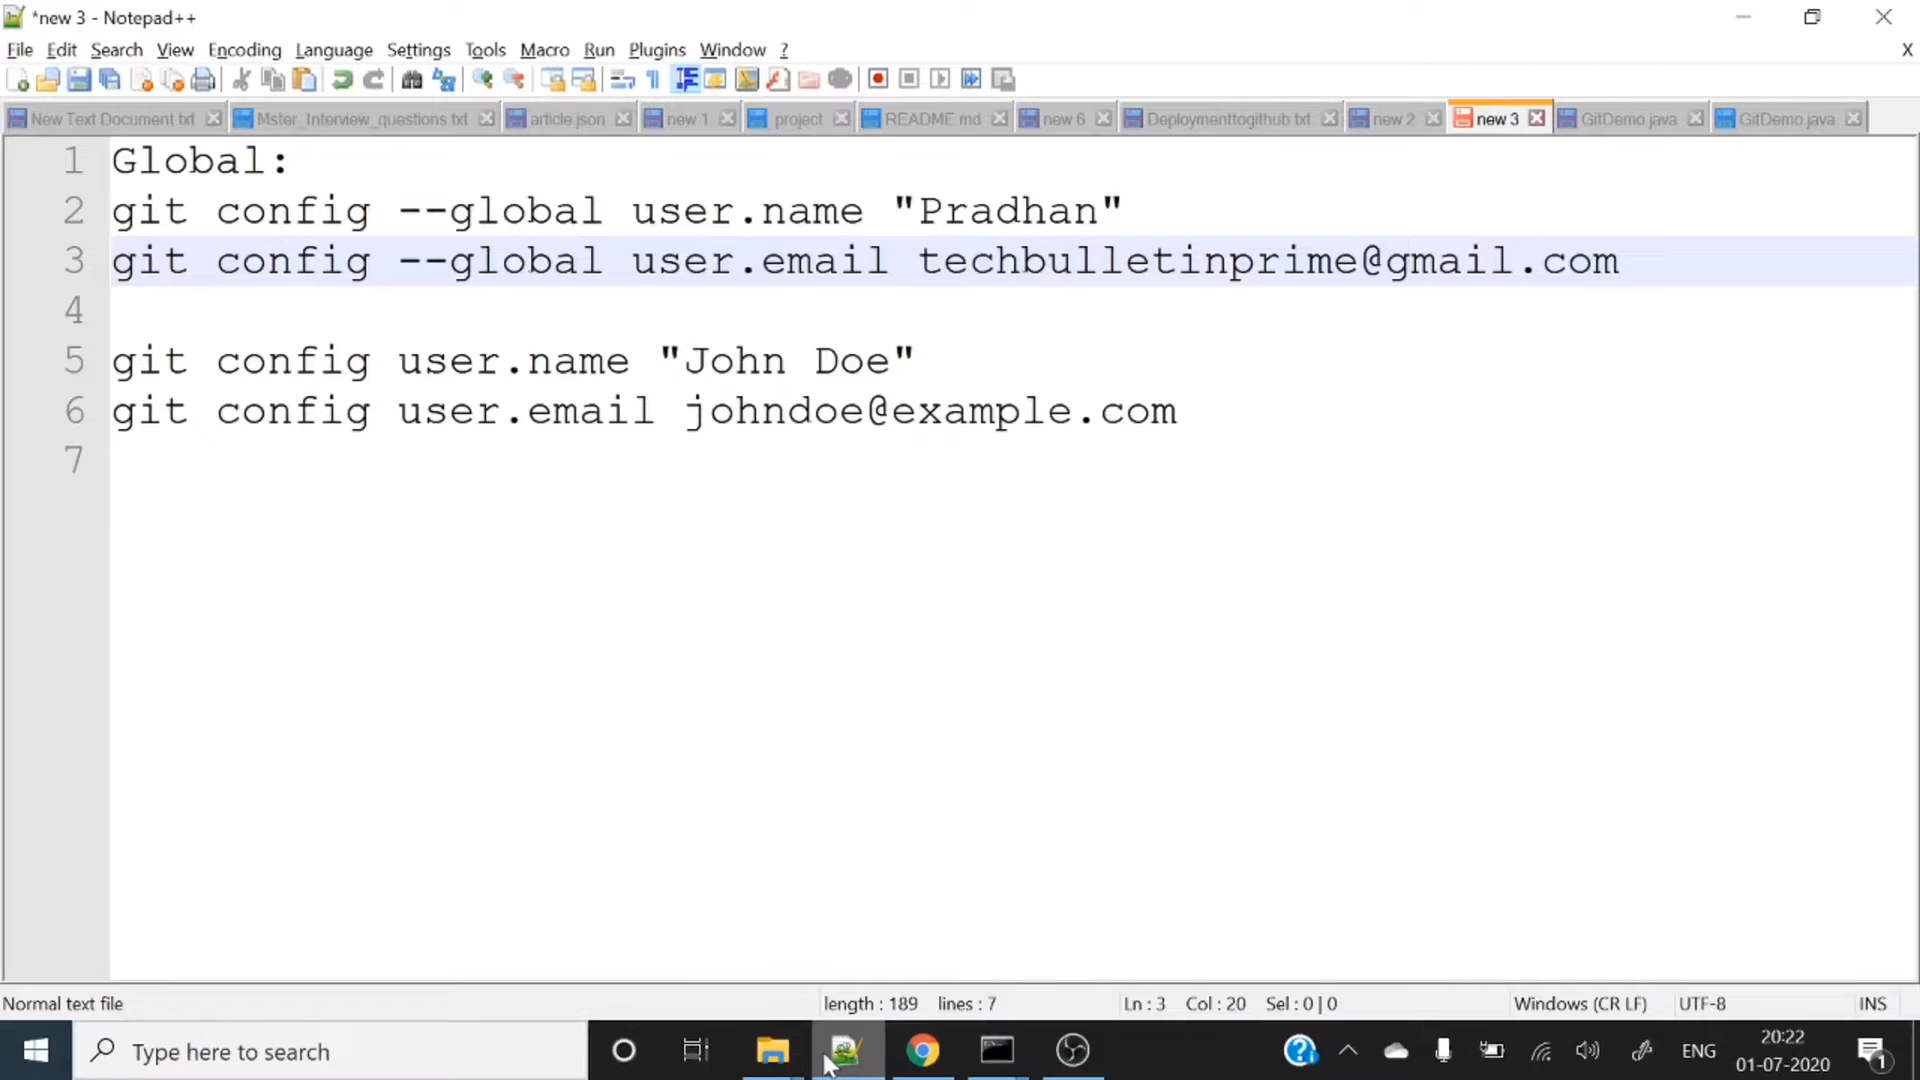 *new 3 - Notepad++
File Edit Search View Encoding Language Settings Tools Macro Run Plugins Window ? X
New Text Document txt Mster_Interview_questions txt article json new 1 project README md new 6 Deploymenttogithub txt new 2 new 3 GitDemo java GitDemo java
1 Global:
2 git config --global user.name "Pradhan"
3 git config --global user.email techbulletinprime@gmail.com
4
5 git config user.name "John Doe"
6 git config user.email johndoe@example.com
7
Normal text file length : 189 lines : 7 Ln : 3 Col : 20 Sel : 0 | 0 Windows (CR LF) UTF-8 INS
Type here to search ENG 20:22
01-07-2020 1